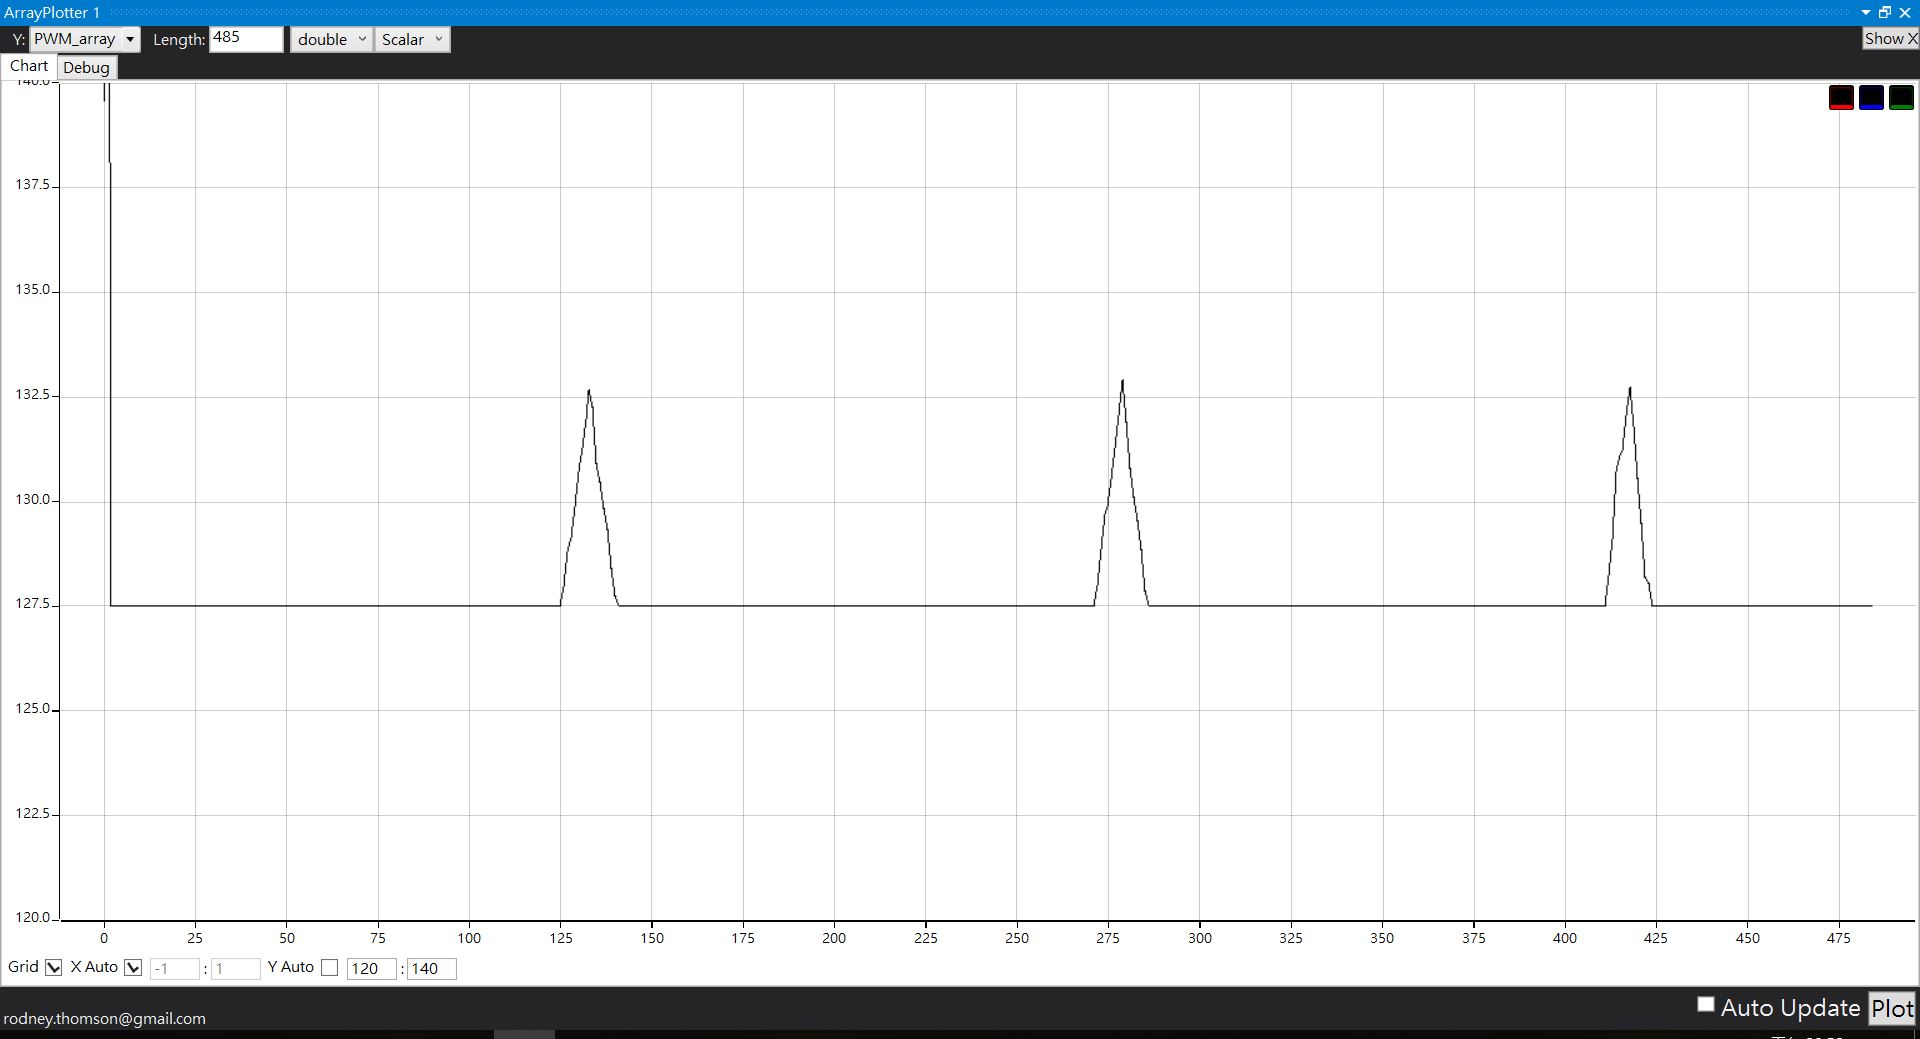 ArrayPlotter 1
Y: PWM_array Length: 485 double Scalar Show X
Chart Debug
140.0
137.5
135.0
132.5
130.0
127.5
125.0
122.5
120.0
0 25 50 75 100 125 150 175 200 225 250 275 300 325 350 375 400 425 450 475
Grid X Auto -1 : 1 Y Auto 120 : 140
Auto Update Plot
rodney.thomson@gmail.com